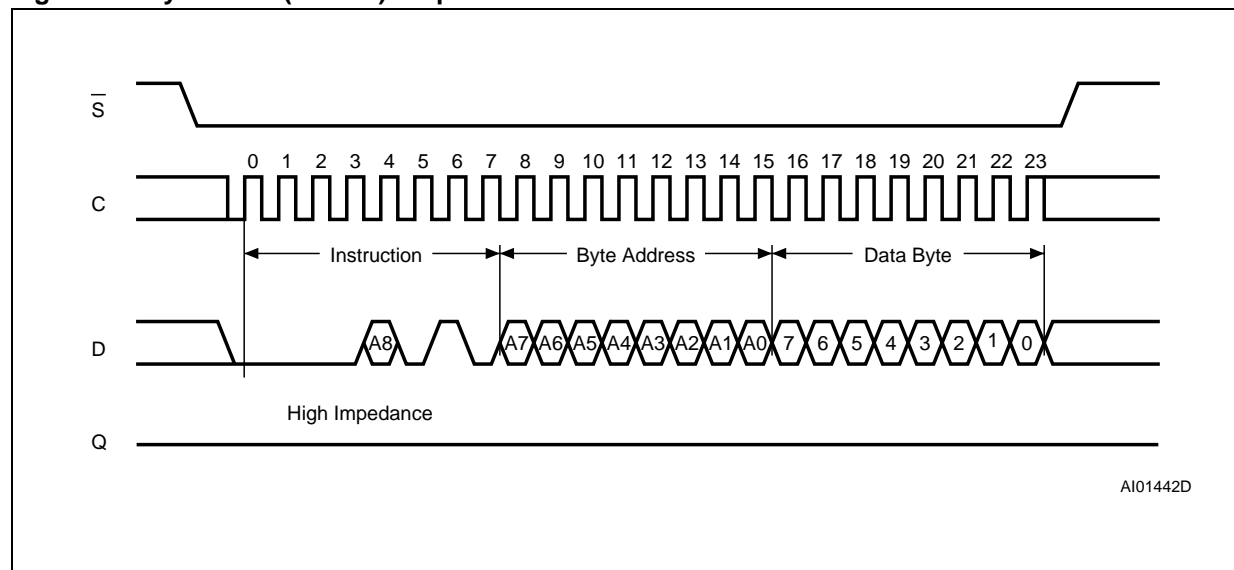 S
0 1 2 3 4 5 6 7 8 9 10 11 12 13 14 15 16 17 18 19 20 21 22 23
C
Instruction Byte Address Data Byte
D A8 A7 A6 A5 A4 A3 A2 A1 A0 7 6 5 4 3 2 1 0
High Impedance
Q
AI01442D